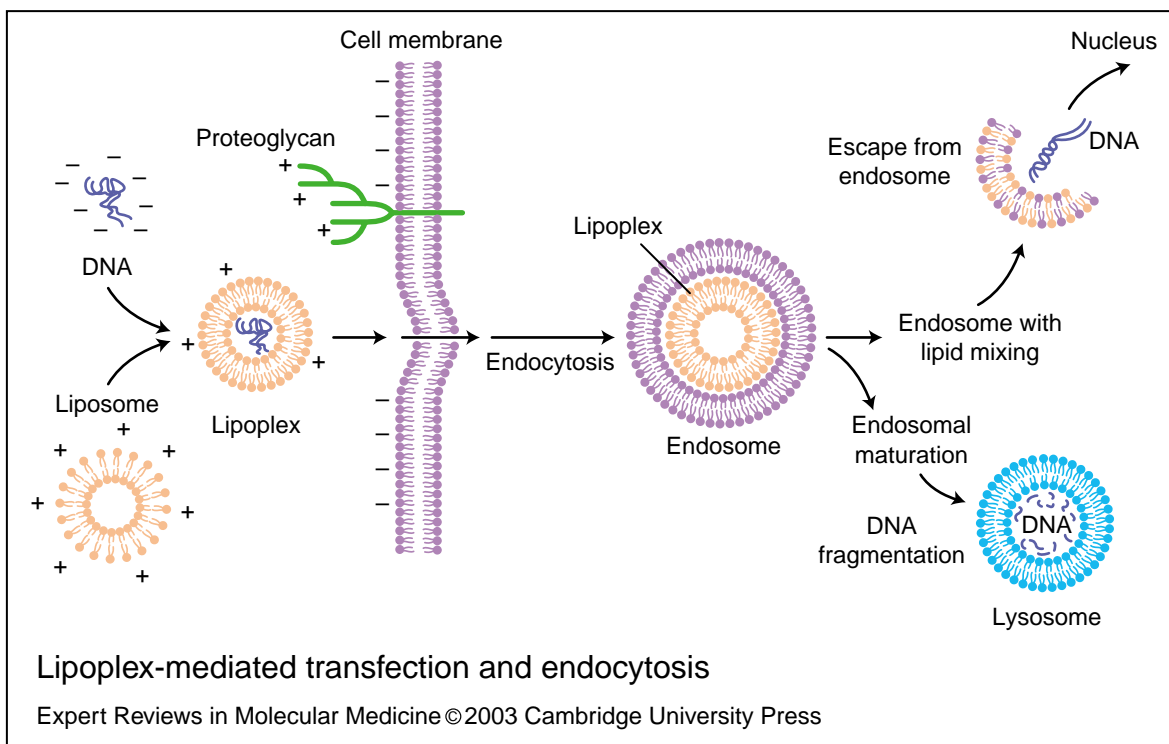 Cell membrane
Nucleus
Proteoglycan
DNA
Escape from
endosome
Lipoplex
DNA
Liposome
Lipoplex
Endocytosis
Endosome
Endosome with
lipid mixing
Endosomal
maturation
DNA
fragmentation
DNA
Lysosome
Lipoplex-mediated transfection and endocytosis
Expert Reviews in Molecular Medicine © 2003 Cambridge University Press